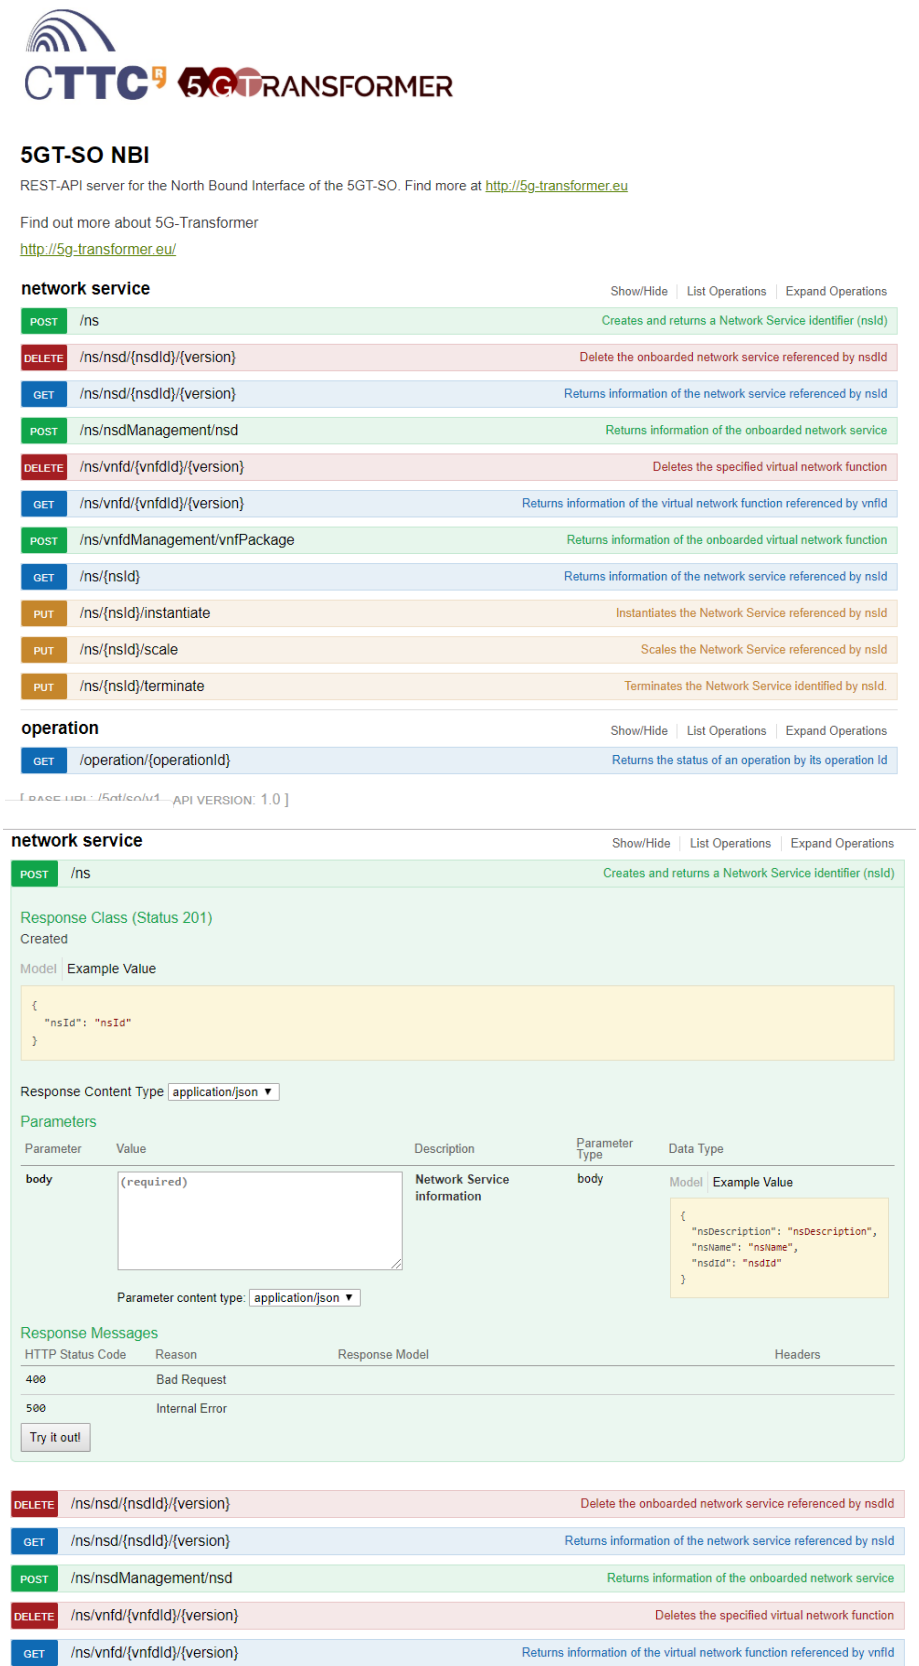 CTTC R 5GTRANSFORMER
5GT-SO NBI
REST-API server for the North Bound Interface of the 5GT-SO. Find more at http://5g-transformer.eu
Find out more about 5G-Transformer
http://5g-transformer.eu/
network service Show/Hide List Operations Expand Operations
POST /ns Creates and returns a Network Service identifier (nsId)
DELETE /ns/nsd/{nsdId}/{version} Delete the onboarded network service referenced by nsdId
GET /ns/nsd/{nsdId}/{version} Returns information of the network service referenced by nsId
POST /ns/nsdManagement/nsd Returns information of the onboarded network service
DELETE /ns/vnfd/{vnfdId}/{version} Deletes the specified virtual network function
GET /ns/vnfd/{vnfdId}/{version} Returns information of the virtual network function referenced by vnfId
POST /ns/vnfdManagement/vnfPackage Returns information of the onboarded virtual network function
GET /ns/{nsId} Returns information of the network service referenced by nsId
PUT /ns/{nsId}/instantiate Instantiates the Network Service referenced by nsId
PUT /ns/{nsId}/scale Scales the Network Service referenced by nsId
PUT /ns/{nsId}/terminate Terminates the Network Service identified by nsId.
operation Show/Hide List Operations Expand Operations
GET /operation/{operationId} Returns the status of an operation by its operation Id
[ BASE URL: /5gt/so/v1 API VERSION: 1.0 ]
network service Show/Hide List Operations Expand Operations
POST /ns Creates and returns a Network Service identifier (nsId)
Response Class (Status 201)
Created
Model Example Value
{
"nsId": "nsId"
}
Response Content Type application/json ▼
Parameters
Parameter Value Description Parameter Type Data Type
body (required) Network Service information body Model Example Value
{
"nsDescription": "nsDescription",
"nsName": "nsName",
"nsdId": "nsdId"
}
Parameter content type: application/json ▼
Response Messages
HTTP Status Code Reason Response Model Headers
400 Bad Request
500 Internal Error
Try it out!
DELETE /ns/nsd/{nsdId}/{version} Delete the onboarded network service referenced by nsdId
GET /ns/nsd/{nsdId}/{version} Returns information of the network service referenced by nsId
POST /ns/nsdManagement/nsd Returns information of the onboarded network service
DELETE /ns/vnfd/{vnfdId}/{version} Deletes the specified virtual network function
GET /ns/vnfd/{vnfdId}/{version} Returns information of the virtual network function referenced by vnfId